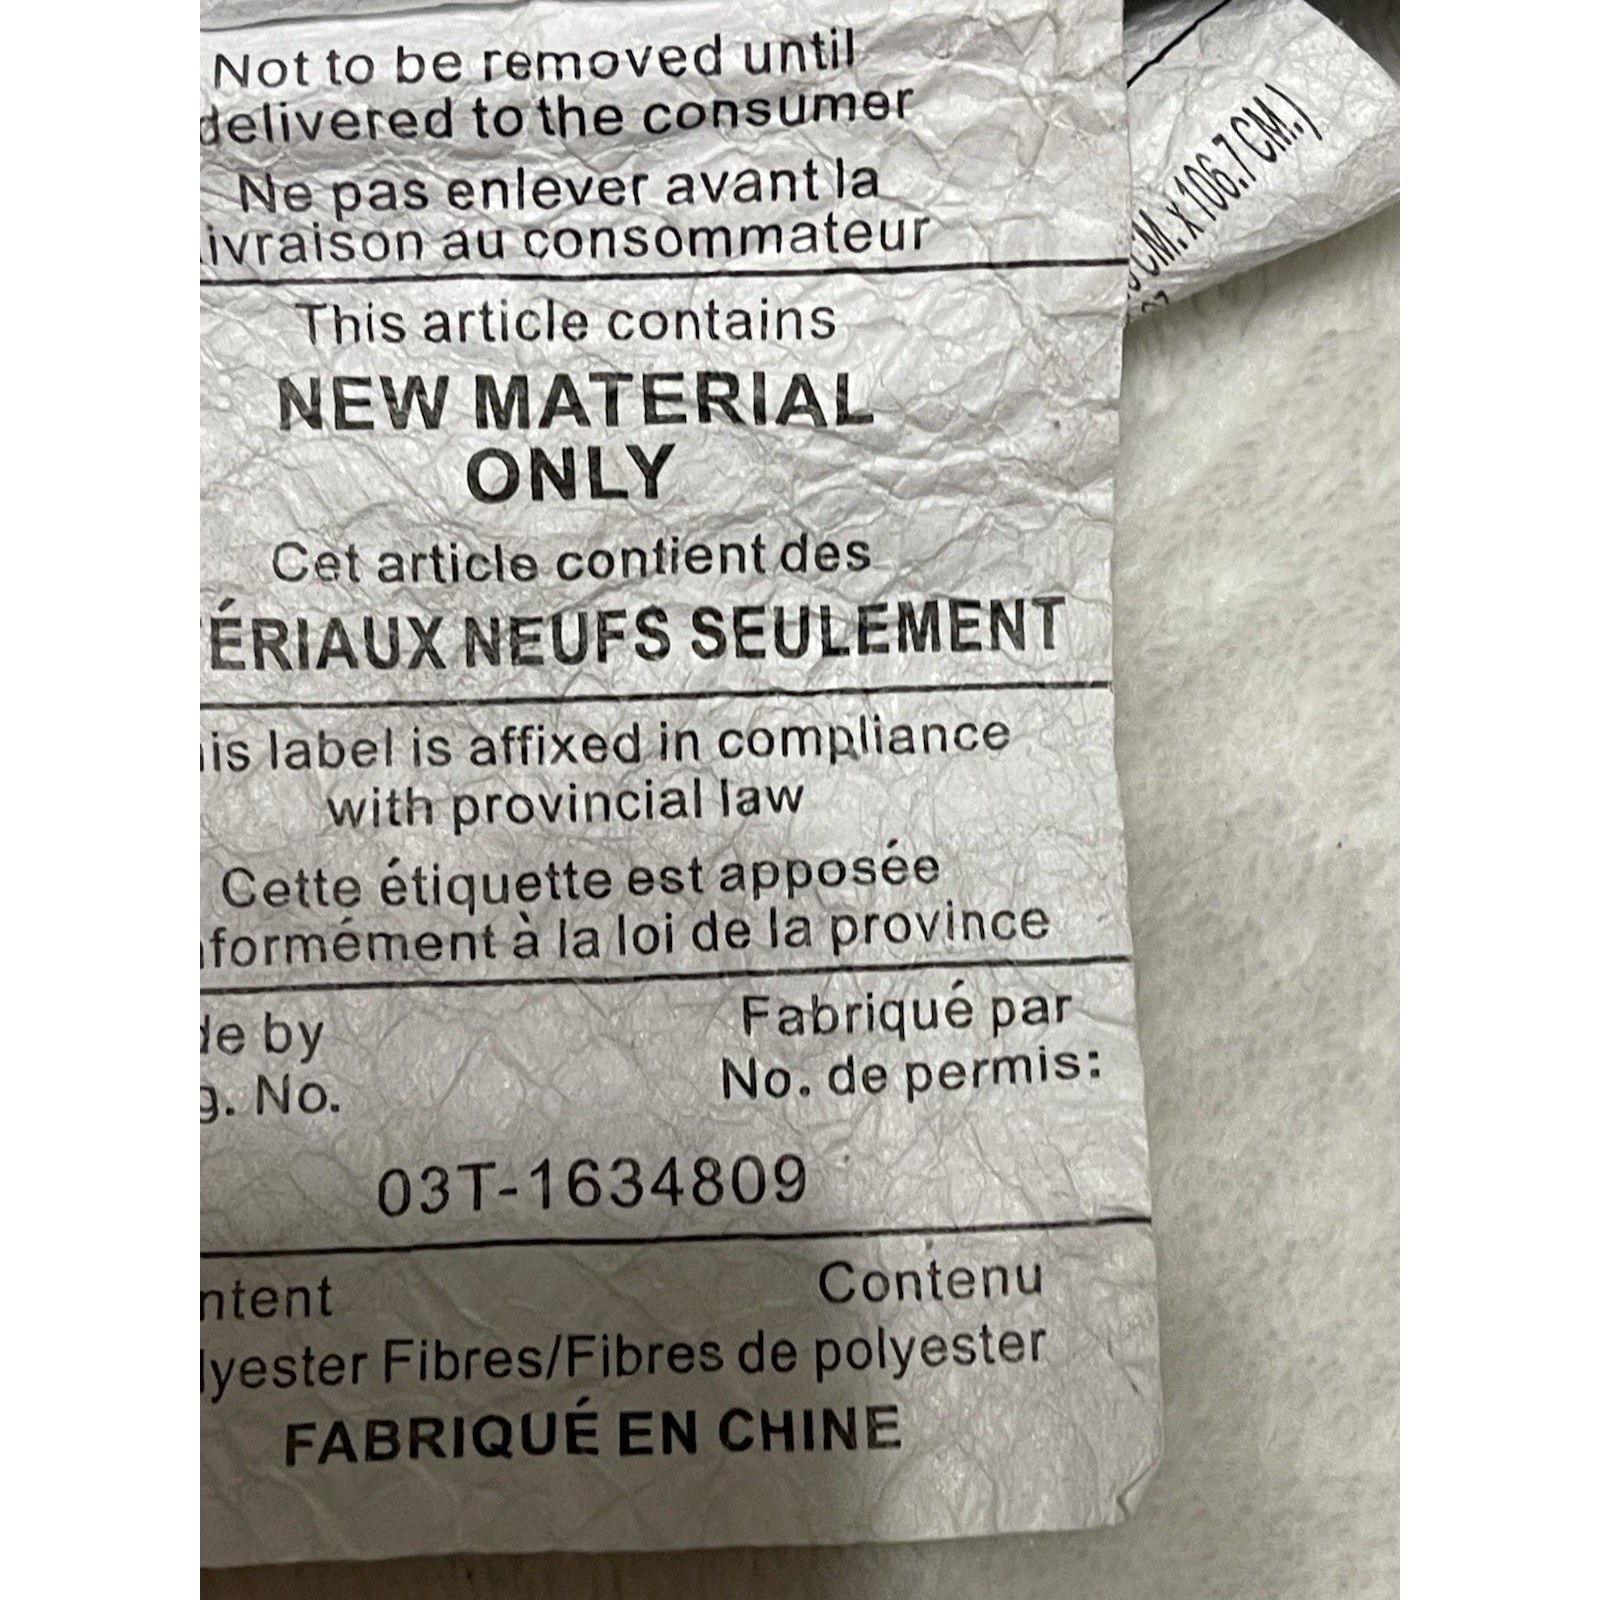 Not to be removed until
delivered to the consumer
Ne pas enlever avant la
ivraison au consommateur
This article contains
NEW MATERIAL
ONLY
Cet article contient des
ÉRIAUX NEUFS SEULEMENT
is label is affixed in compliance
with provincial law
Cette étiquette est apposée
formément à la loi de la province
de by
Fabriqué par
g. No.
No. de permis:
03T-1634809
ntent
Contenu
lyester Fibres/Fibres de polyester
FABRIQUÉ EN CHINE
CM. x 106.7 CM.)